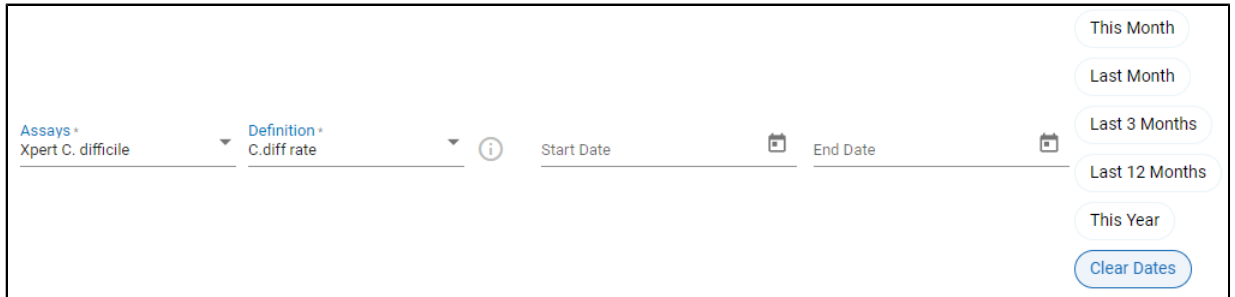 This Month
Last Month
Assays *
Xpert C. difficile
Definition *
C.diff rate
Start Date
End Date
Last 3 Months
Last 12 Months
This Year
Clear Dates